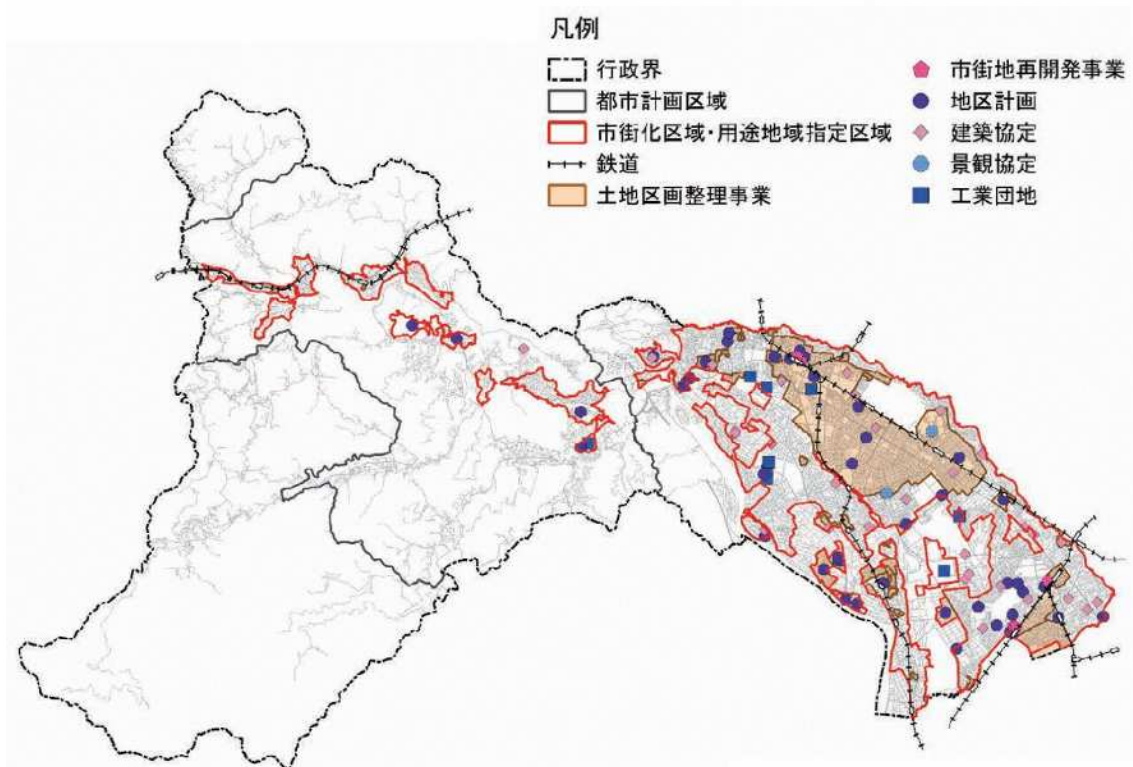 凡例
行政界
都市計画区域
市街化区域・用途地域指定区域
鉄道
土地区画整理事業
市街地再開発事業
地区計画
建築協定
景観協定
工業団地